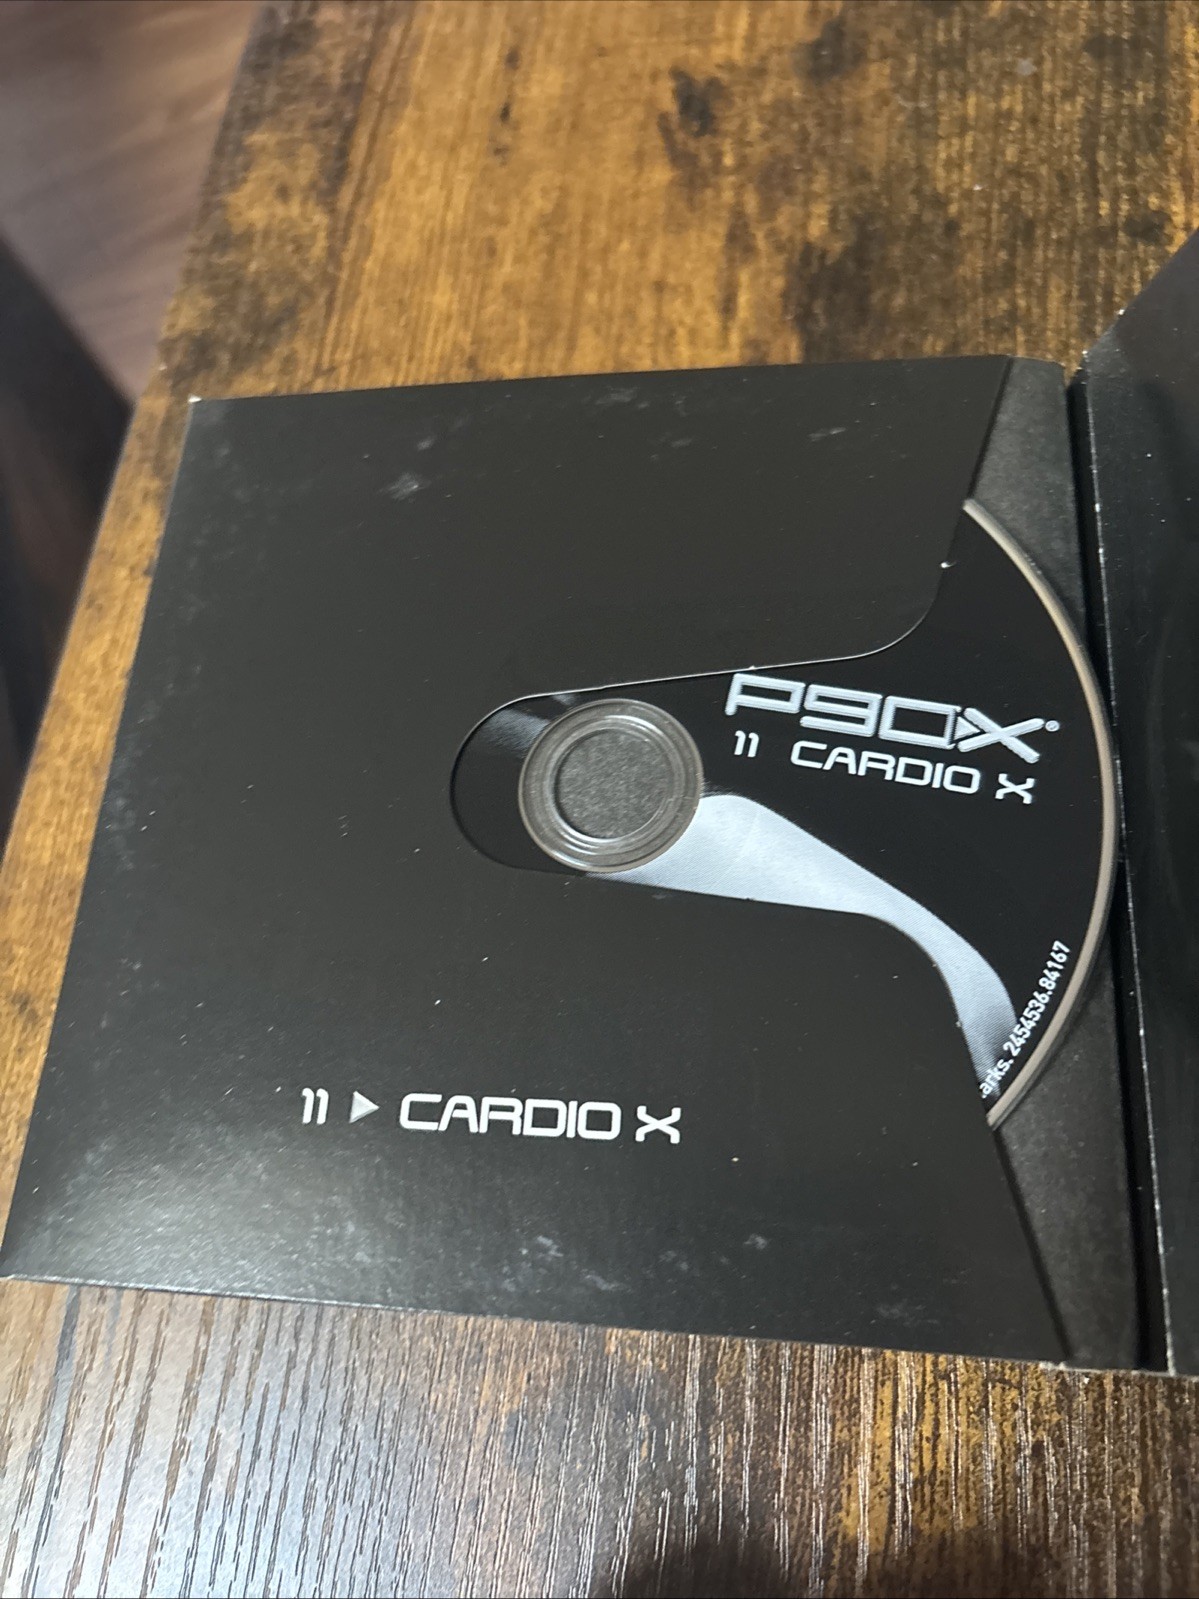 P90X®
11 CARDIO X
arks. 2454536.84167
11 ▶ CARDIO X